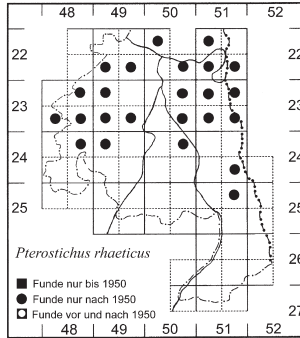 48 49 50 51 52
22
23
24
25
22
23
24
25
26
27
Pterostichus rhaeticus
Funde nur bis 1950
Funde nur nach 1950
Funde vor und nach 1950
48 49 50 51 52